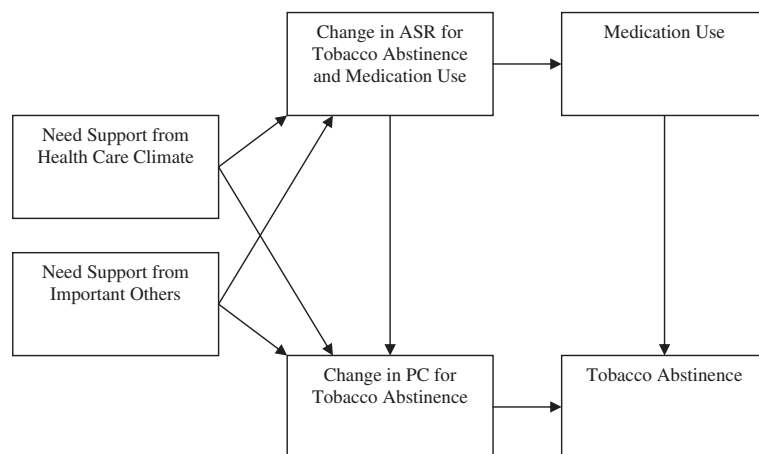 Change in ASR for
Tobacco Abstinence
and Medication Use
Medication Use
Need Support from
Health Care Climate
Need Support from
Important Others
Change in PC for
Tobacco Abstinence
Tobacco Abstinence